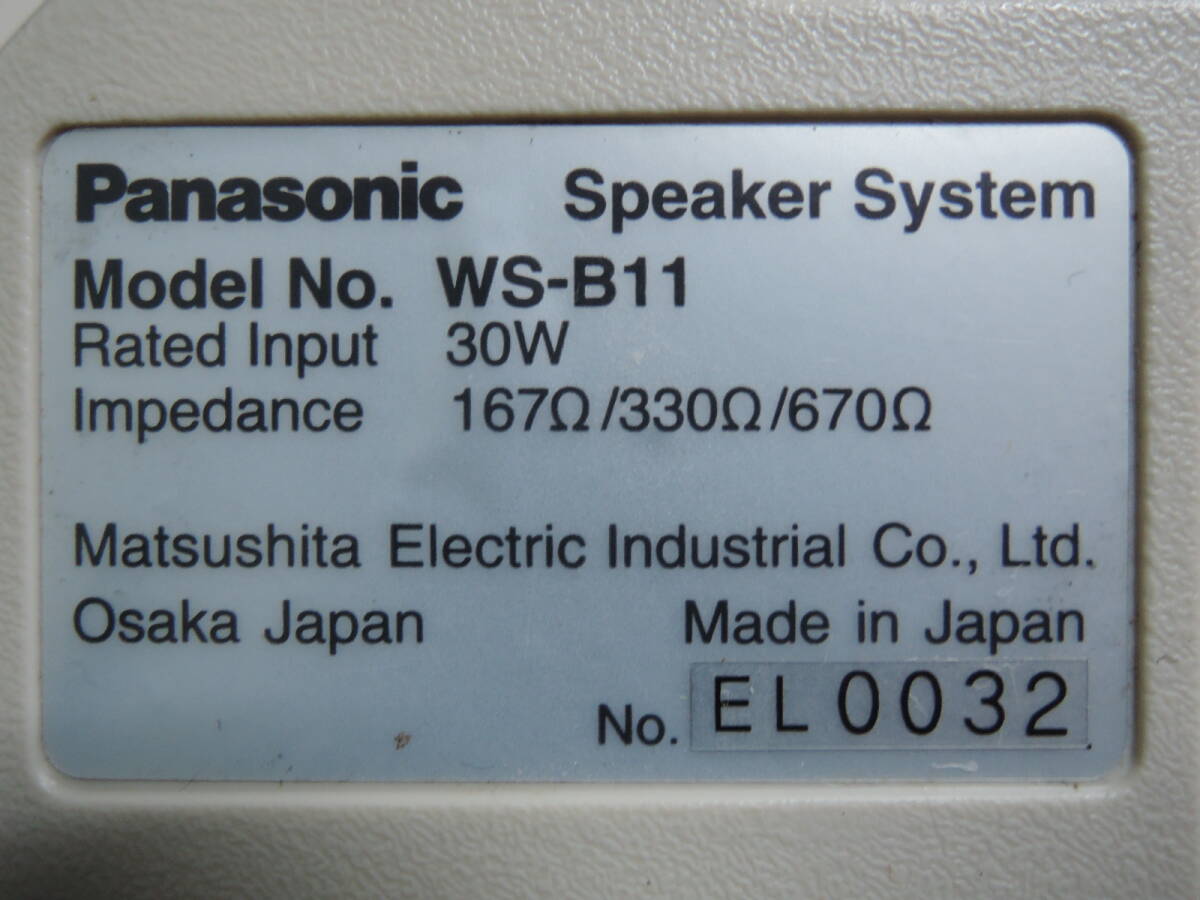 Panasonic Speaker System
Model No. WS-B11
Rated Input 30W
Impedance 167Ω/330Ω/670Ω
Matsushita Electric Industrial Co., Ltd.
Osaka Japan Made in Japan
No. EL0032